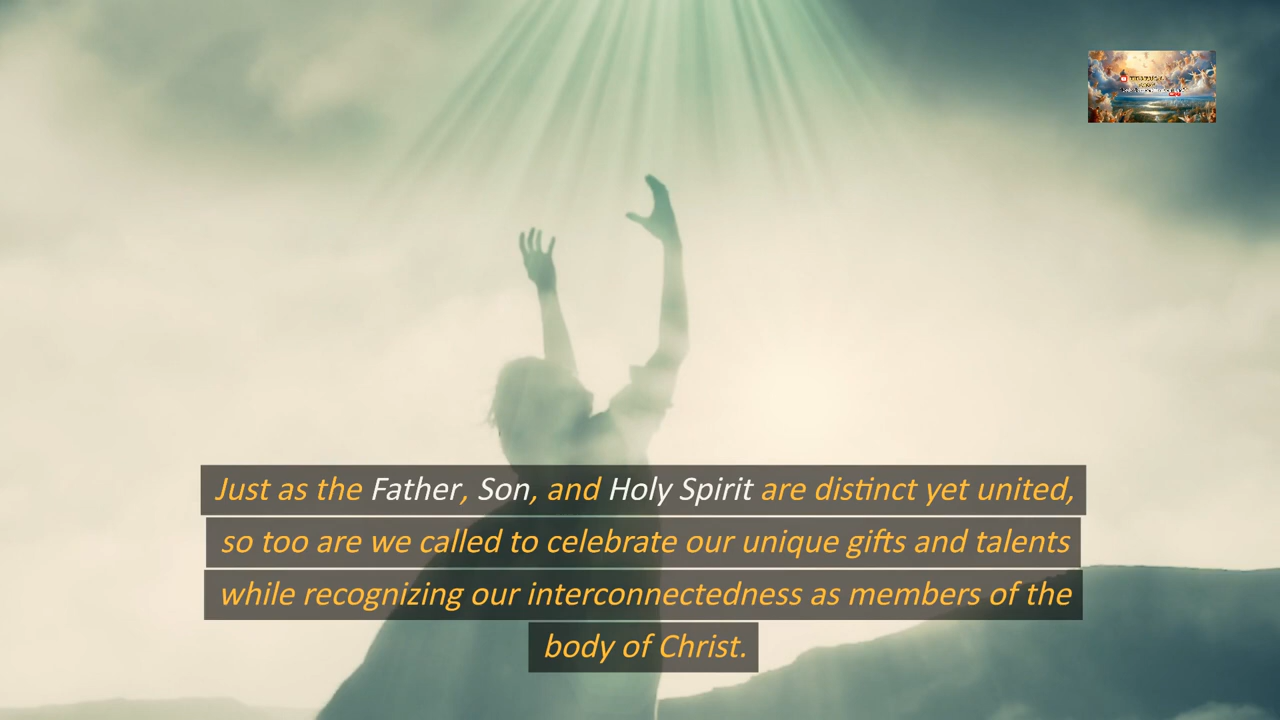 Just as the Father, Son, and Holy Spirit are distinct yet united,
so too are we called to celebrate our unique gifts and talents
while recognizing our interconnectedness as members of the
body of Christ.